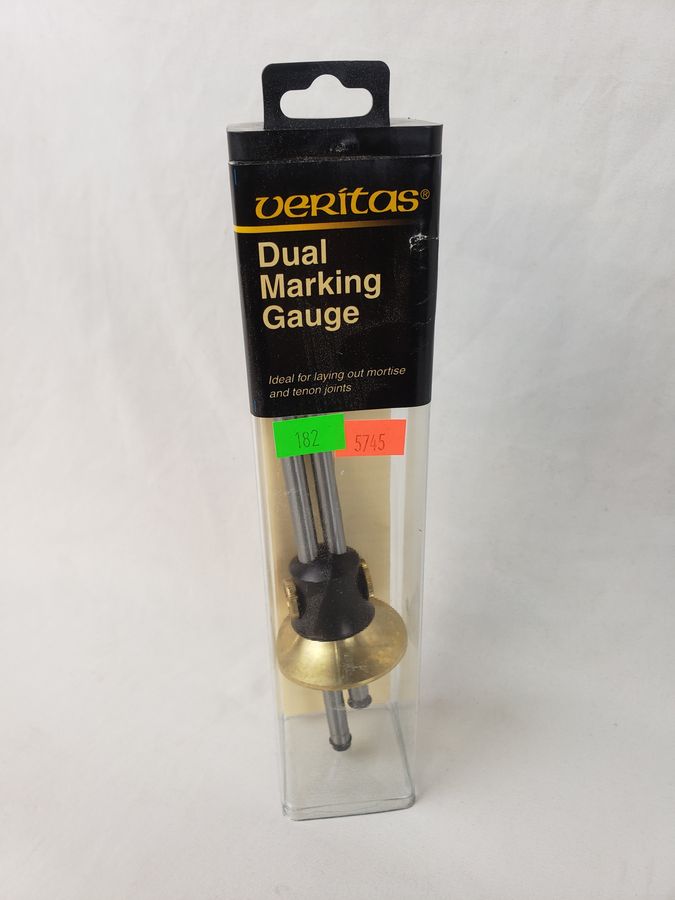 veritas®
Dual
Marking
Gauge
Ideal for laying out mortise
and tenon joints
182
5745